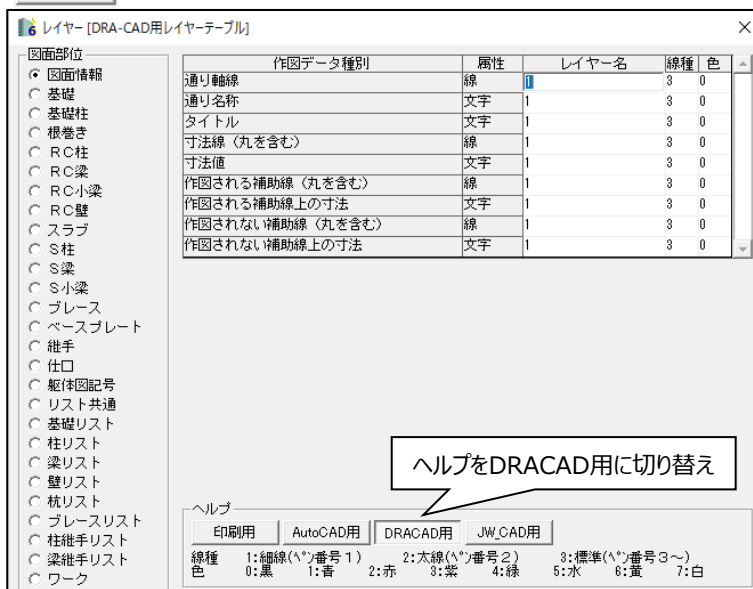 レイヤー [DRA-CAD用レイヤーテーブル]
図面部位
図面情報
基礎
基礎柱
根巻き
ＲＣ柱
ＲＣ梁
ＲＣ小梁
ＲＣ壁
スラブ
Ｓ柱
Ｓ梁
Ｓ小梁
ブレース
ベースプレート
継手
仕口
躯体図記号
リスト共通
基礎リスト
柱リスト
梁リスト
壁リスト
杭リスト
ブレースリスト
柱継手リスト
梁継手リスト
ワーク
作図データ種別 属性 レイヤー名 線種 色
通り軸線 線 1 3 0
通り名称 文字 1 3 0
タイトル 文字 1 3 0
寸法線（丸を含む） 線 1 3 0
寸法値 文字 1 3 0
作図される補助線（丸を含む） 線 1 3 0
作図される補助線上の寸法 文字 1 3 0
作図されない補助線（丸を含む） 線 1 3 0
作図されない補助線上の寸法 文字 1 3 0
ヘルプをDRACAD用に切り替え
ヘルプ
印刷用 AutoCAD用 DRACAD用 JW_CAD用
線種 1:細線(ﾍﾟﾝ番号１) 2:太線(ﾍﾟﾝ番号２) 3:標準(ﾍﾟﾝ番号３～)
色 0:黒 1:青 2:赤 3:紫 4:緑 5:水 6:黄 7:白